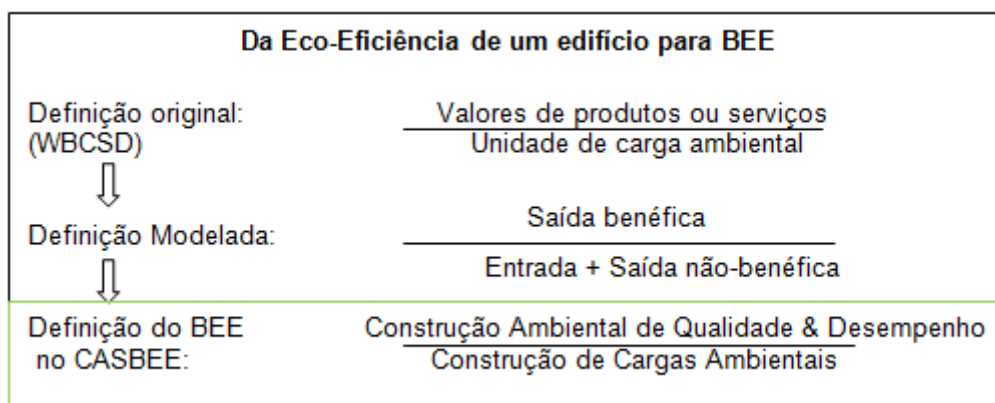 Da Eco-Eficiência de um edifício para BEE
Definição original:
(WBCSD)
Valores de produtos ou serviços
Unidade de carga ambiental
Definição Modelada:
Saída benéfica
Entrada + Saída não-benéfica
Definição do BEE
no CASBEE:
Construção Ambiental de Qualidade & Desempenho
Construção de Cargas Ambientais